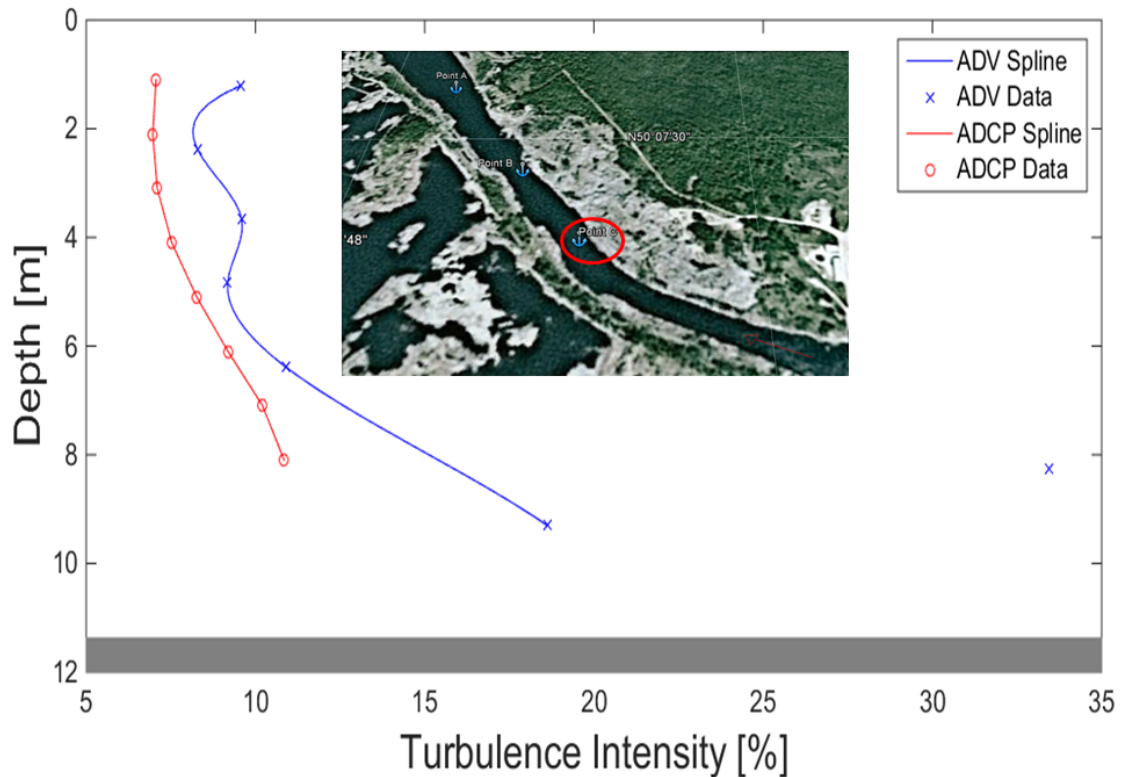 0
2
4
6
8
10
12
Depth [m]
5
10
15
20
25
30
35
Turbulence Intensity [%]
ADV Spline
ADV Data
ADCP Spline
ADCP Data
Point A
N50°07'30"
Point B
Point C
'48"